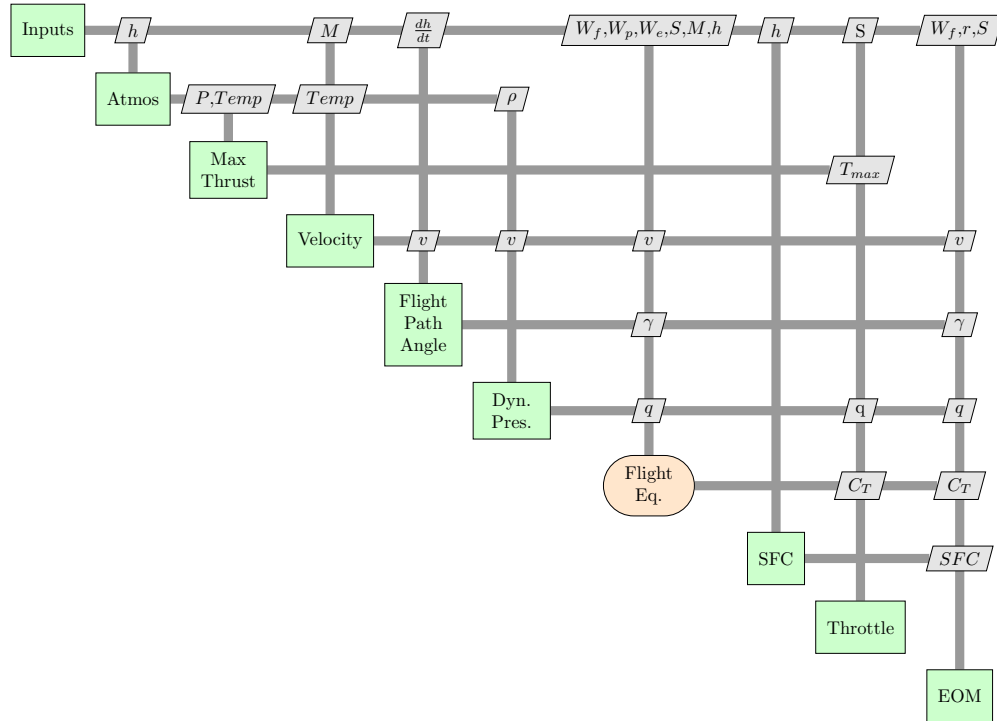 Inputs
h
M
dh
dt
W_f,W_p,W_e,S,M,h
h
S
W_f,r,S
Atmos
P,Temp
Temp
ρ
Max
Thrust
T_max
Velocity
v
v
v
v
Flight
Path
Angle
γ
γ
Dyn.
Pres.
q
q
q
Flight
Eq.
C_T
C_T
SFC
SFC
Throttle
EOM